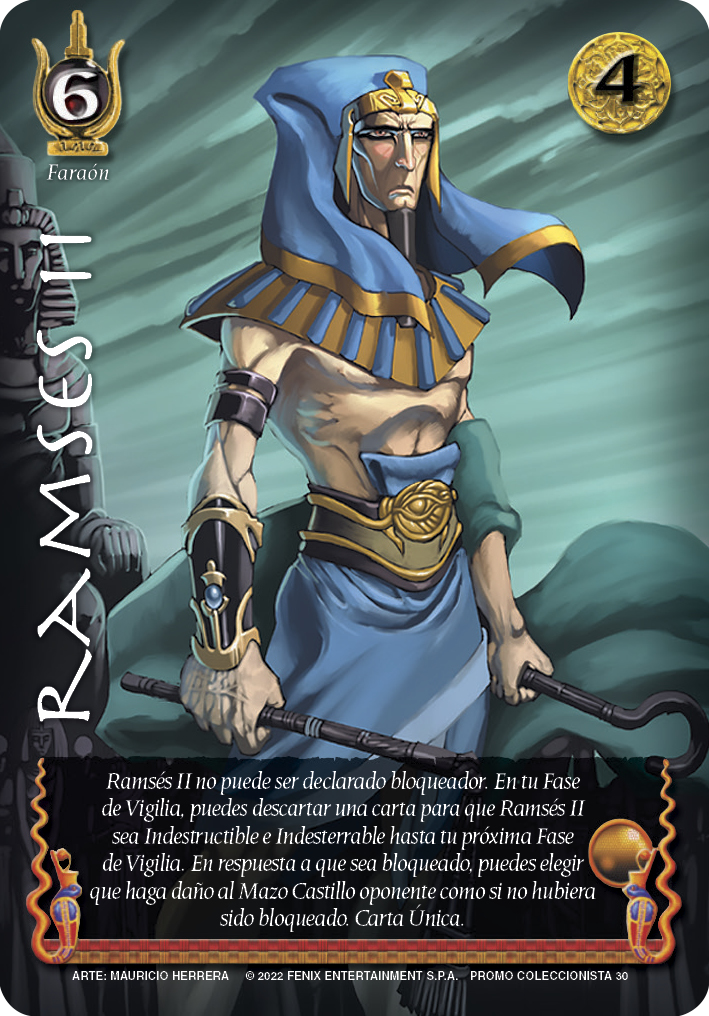 6
4
Faraón
RAMSES II
Ramsés II no puede ser declarado bloqueador. En tu Fase
de Vigilia, puedes descartar una carta para que Ramsés II
sea Indestructible e Indesterrable hasta tu próxima Fase
de Vigilia. En respuesta a que sea bloqueado, puedes elegir
que haga daño al Mazo Castillo oponente como si no hubiera
sido bloqueado. Carta Única.
ARTE: MAURICIO HERRERA © 2022 FENIX ENTERTAINMENT S.P.A. PROMO COLECCIONISTA 30